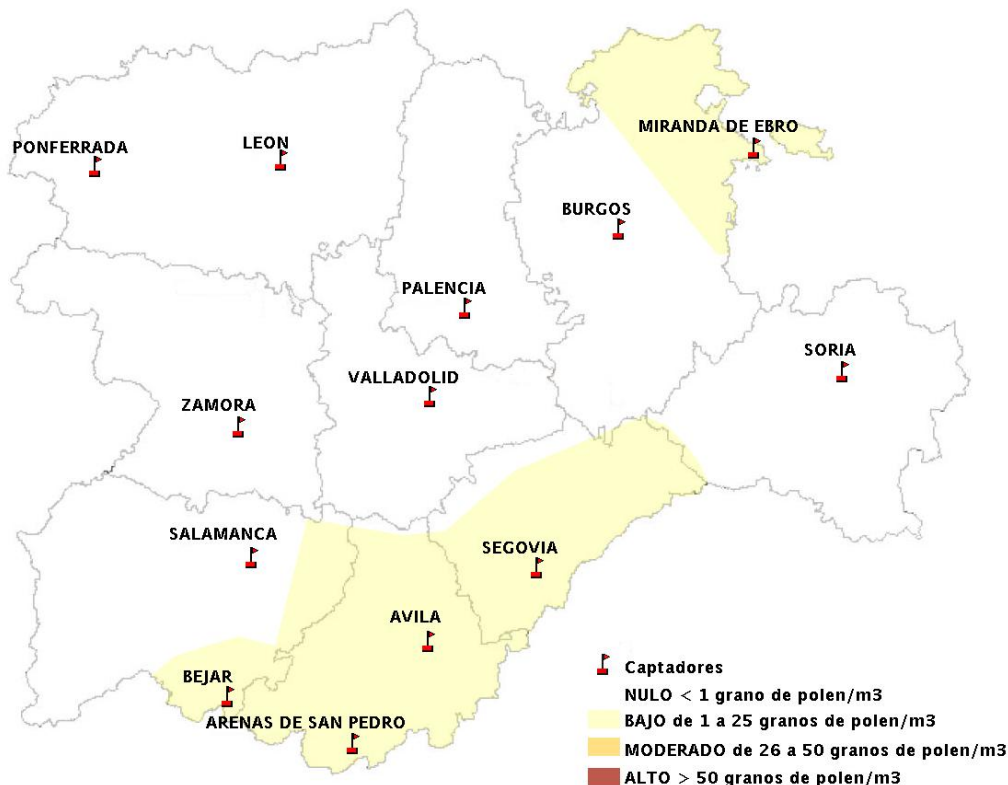 MIRANDA DE EBRO
PONFERRADA
LEON
BURGOS
PALENCIA
SORIA
VALLADOLID
ZAMORA
SALAMANCA
SEGOVIA
AVILA
BEJAR
ARENAS DE SAN PEDRO
Captadores
NULO < 1 grano de polen/m3
BAJO de 1 a 25 granos de polen/m3
MODERADO de 26 a 50 granos de polen/m3
ALTO > 50 granos de polen/m3